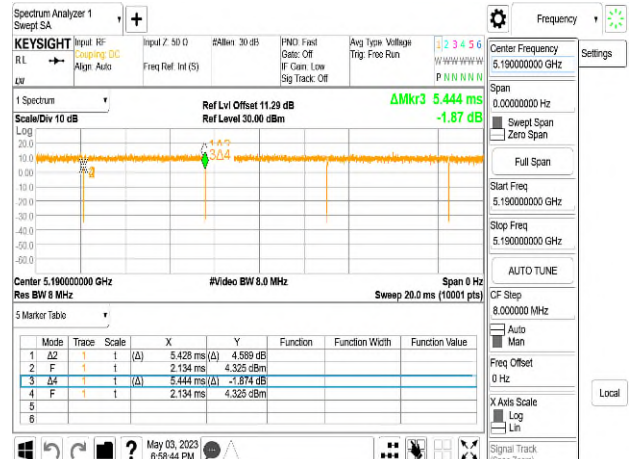 Spectrum Analyzer 1
Swept SA
Frequency
KEYSIGHT Input: RF Input Z: 50 Ω #Atten: 30 dB PNO: Fast Avg Type: Voltage 1 2 3 4 5 6
RL Coupling: DC Gate: Off Trig: Free Run
Align: Auto Freq Ref: Int (S) IF Gain: Low W W W W W W
Sig Track: Off P N N N N N
Center Frequency
5.190000000 GHz
Settings
Span
0.00000000 Hz
Swept Span
Zero Span
Full Span
Start Freq
5.190000000 GHz
Stop Freq
5.190000000 GHz
AUTO TUNE
CF Step
8.000000 MHz
Auto
Man
Freq Offset
0 Hz
X Axis Scale
Log
Lin
Local
Signal Track
(Span Zoom)
1 Spectrum
Ref Lvl Offset 11.29 dB
ΔMkr3 5.444 ms
Scale/Div 10 dB Ref Level 30.00 dBm -1.87 dB
Log
20.0
10.0
0.00
-10.0
-20.0
-30.0
-40.0
-50.0
-60.0
1Δ2
3Δ4
2
Center 5.190000000 GHz #Video BW 8.0 MHz Span 0 Hz
Res BW 8 MHz Sweep 20.0 ms (10001 pts)
5 Marker Table
Mode Trace Scale X Y Function Function Width Function Value
1 Δ2 1 t (Δ) 5.428 ms (Δ) 4.589 dB
2 F 1 t 2.134 ms 4.325 dBm
3 Δ4 1 t (Δ) 5.444 ms (Δ) -1.874 dB
4 F 1 t 2.134 ms 4.325 dBm
5
6
?
May 03, 2023
6:58:44 PM